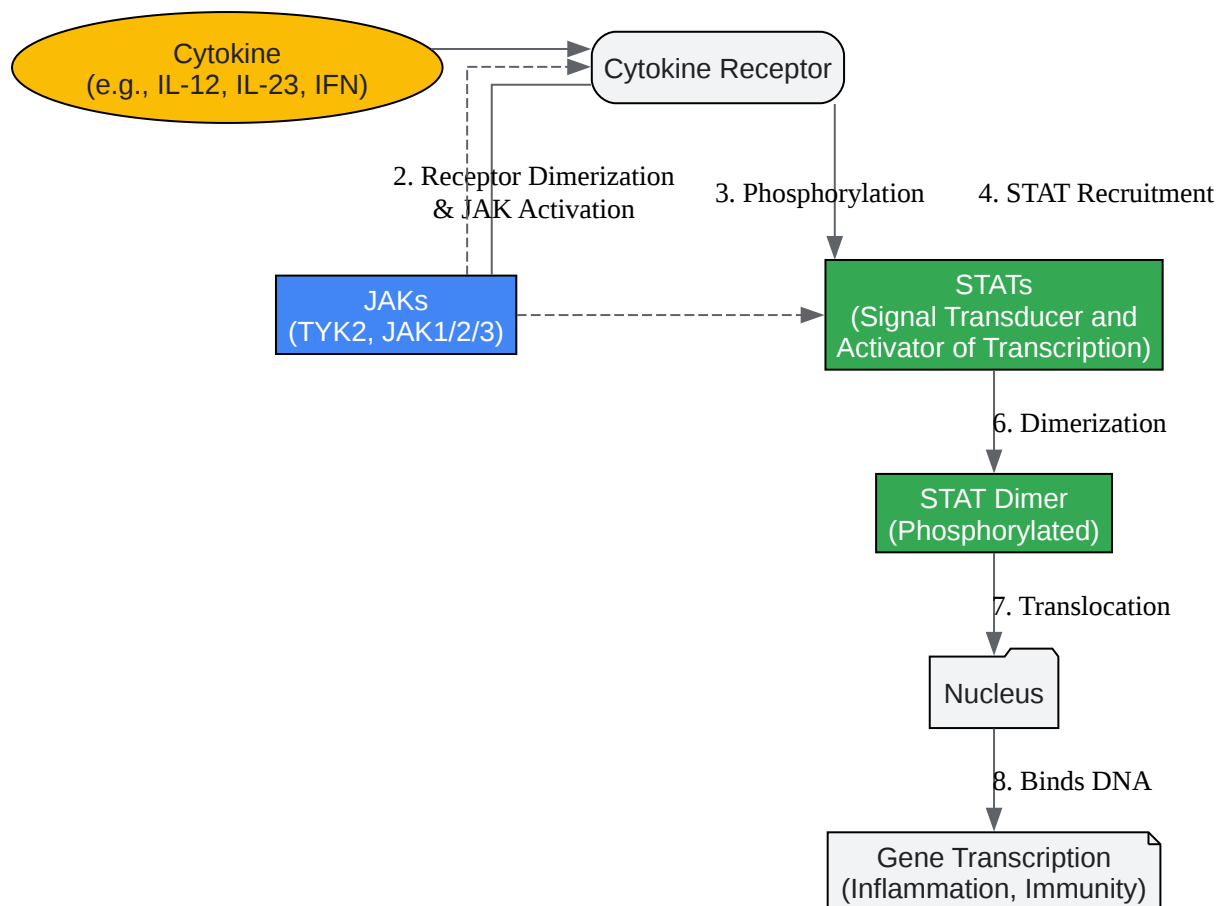 Cytokine
(e.g., IL-12, IL-23, IFN)
Cytokine Receptor
2. Receptor Dimerization
& JAK Activation
3. Phosphorylation
4. STAT Recruitment
JAKs
(TYK2, JAK1/2/3)
STATs
(Signal Transducer and
Activator of Transcription)
6. Dimerization
STAT Dimer
(Phosphorylated)
7. Translocation
Nucleus
8. Binds DNA
Gene Transcription
(Inflammation, Immunity)